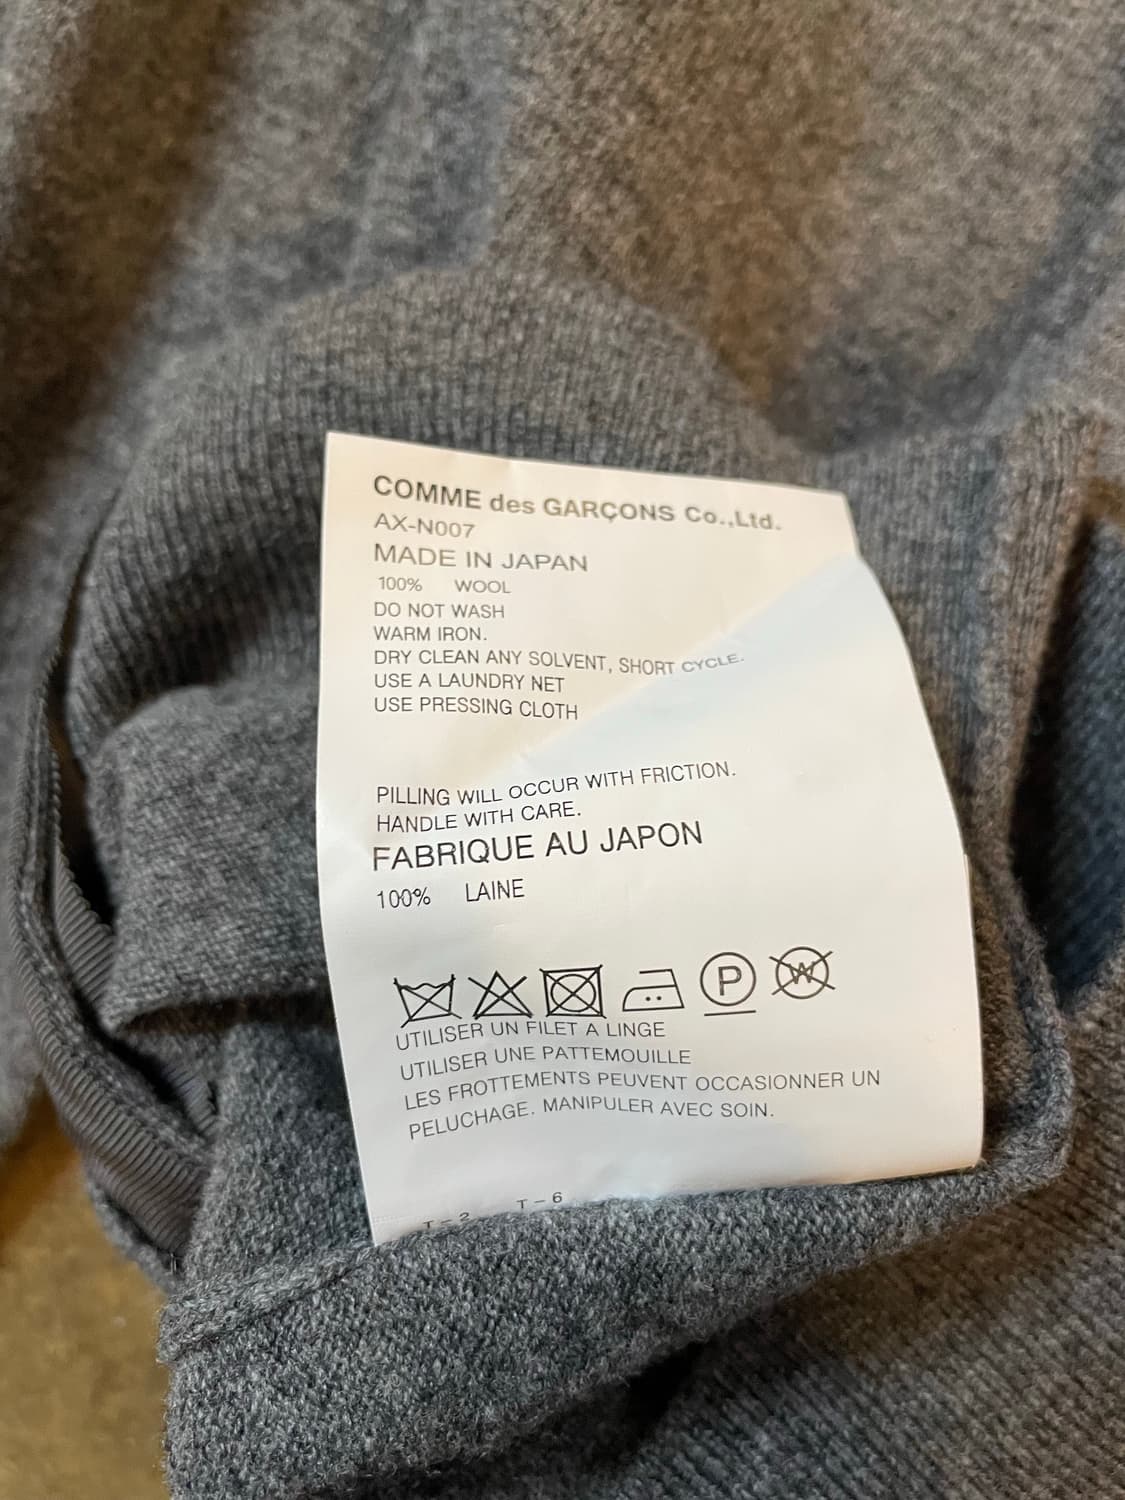 COMME des GARÇONS Co.,Ltd.
AX-N007
MADE IN JAPAN
100% WOOL
DO NOT WASH
WARM IRON.
DRY CLEAN ANY SOLVENT, SHORT CYCLE.
USE A LAUNDRY NET
USE PRESSING CLOTH
PILLING WILL OCCUR WITH FRICTION.
HANDLE WITH CARE.
FABRIQUE AU JAPON
100% LAINE
P W
UTILISER UN FILET A LINGE
UTILISER UNE PATTEMOUILLE
LES FROTTEMENTS PEUVENT OCCASIONNER UN
PELUCHAGE. MANIPULER AVEC SOIN.
T-2 T-6